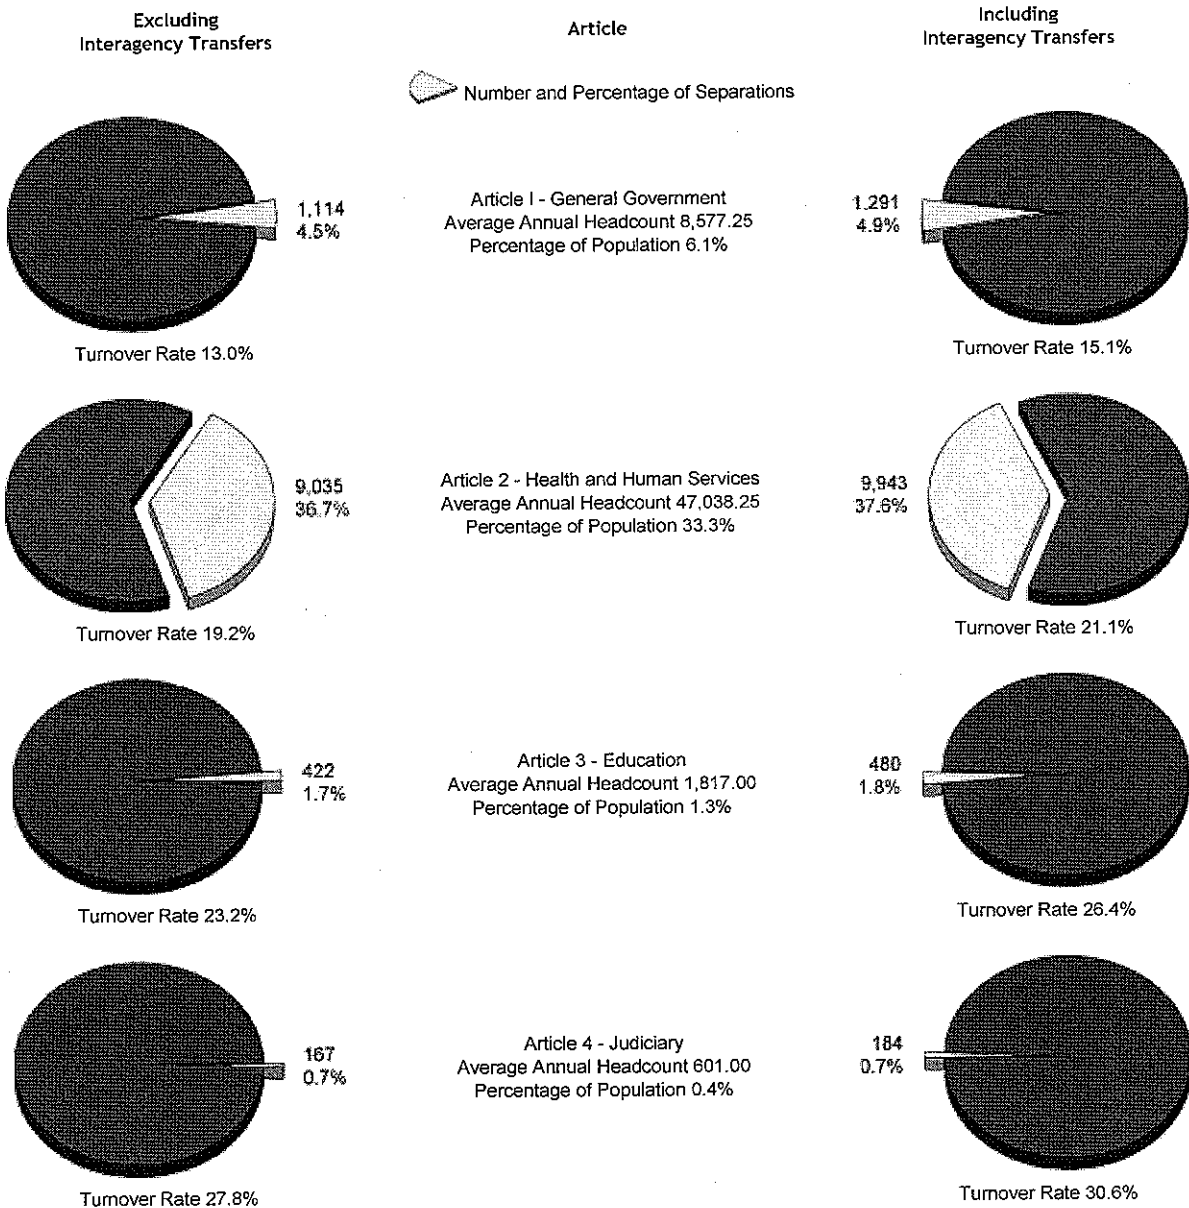 Excluding
Interagency Transfers
Article
Including
Interagency Transfers
Number and Percentage of Separations
1,114
4.5%
Article I - General Government
Average Annual Headcount 8,577.25
Percentage of Population 6.1%
1,291
4.9%
Turnover Rate 13.0%
Turnover Rate 15.1%
9,035
36.7%
Article 2 - Health and Human Services
Average Annual Headcount 47,038.25
Percentage of Population 33.3%
9,943
37.6%
Turnover Rate 19.2%
Turnover Rate 21.1%
422
1.7%
Article 3 - Education
Average Annual Headcount 1,817.00
Percentage of Population 1.3%
480
1.8%
Turnover Rate 23.2%
Turnover Rate 26.4%
167
0.7%
Article 4 - Judiciary
Average Annual Headcount 601.00
Percentage of Population 0.4%
184
0.7%
Turnover Rate 27.8%
Turnover Rate 30.6%